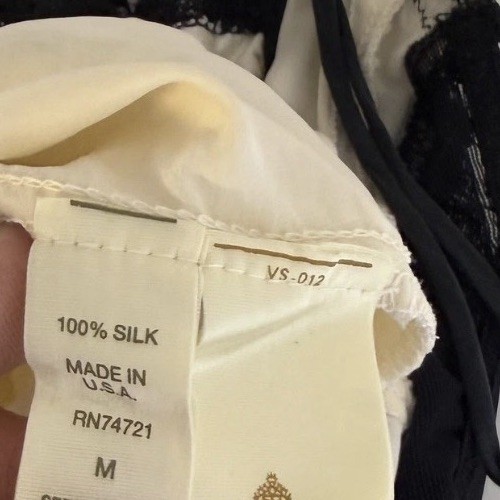 100% SILK
MADE IN
U.S.A.
RN74721
M
VS-012